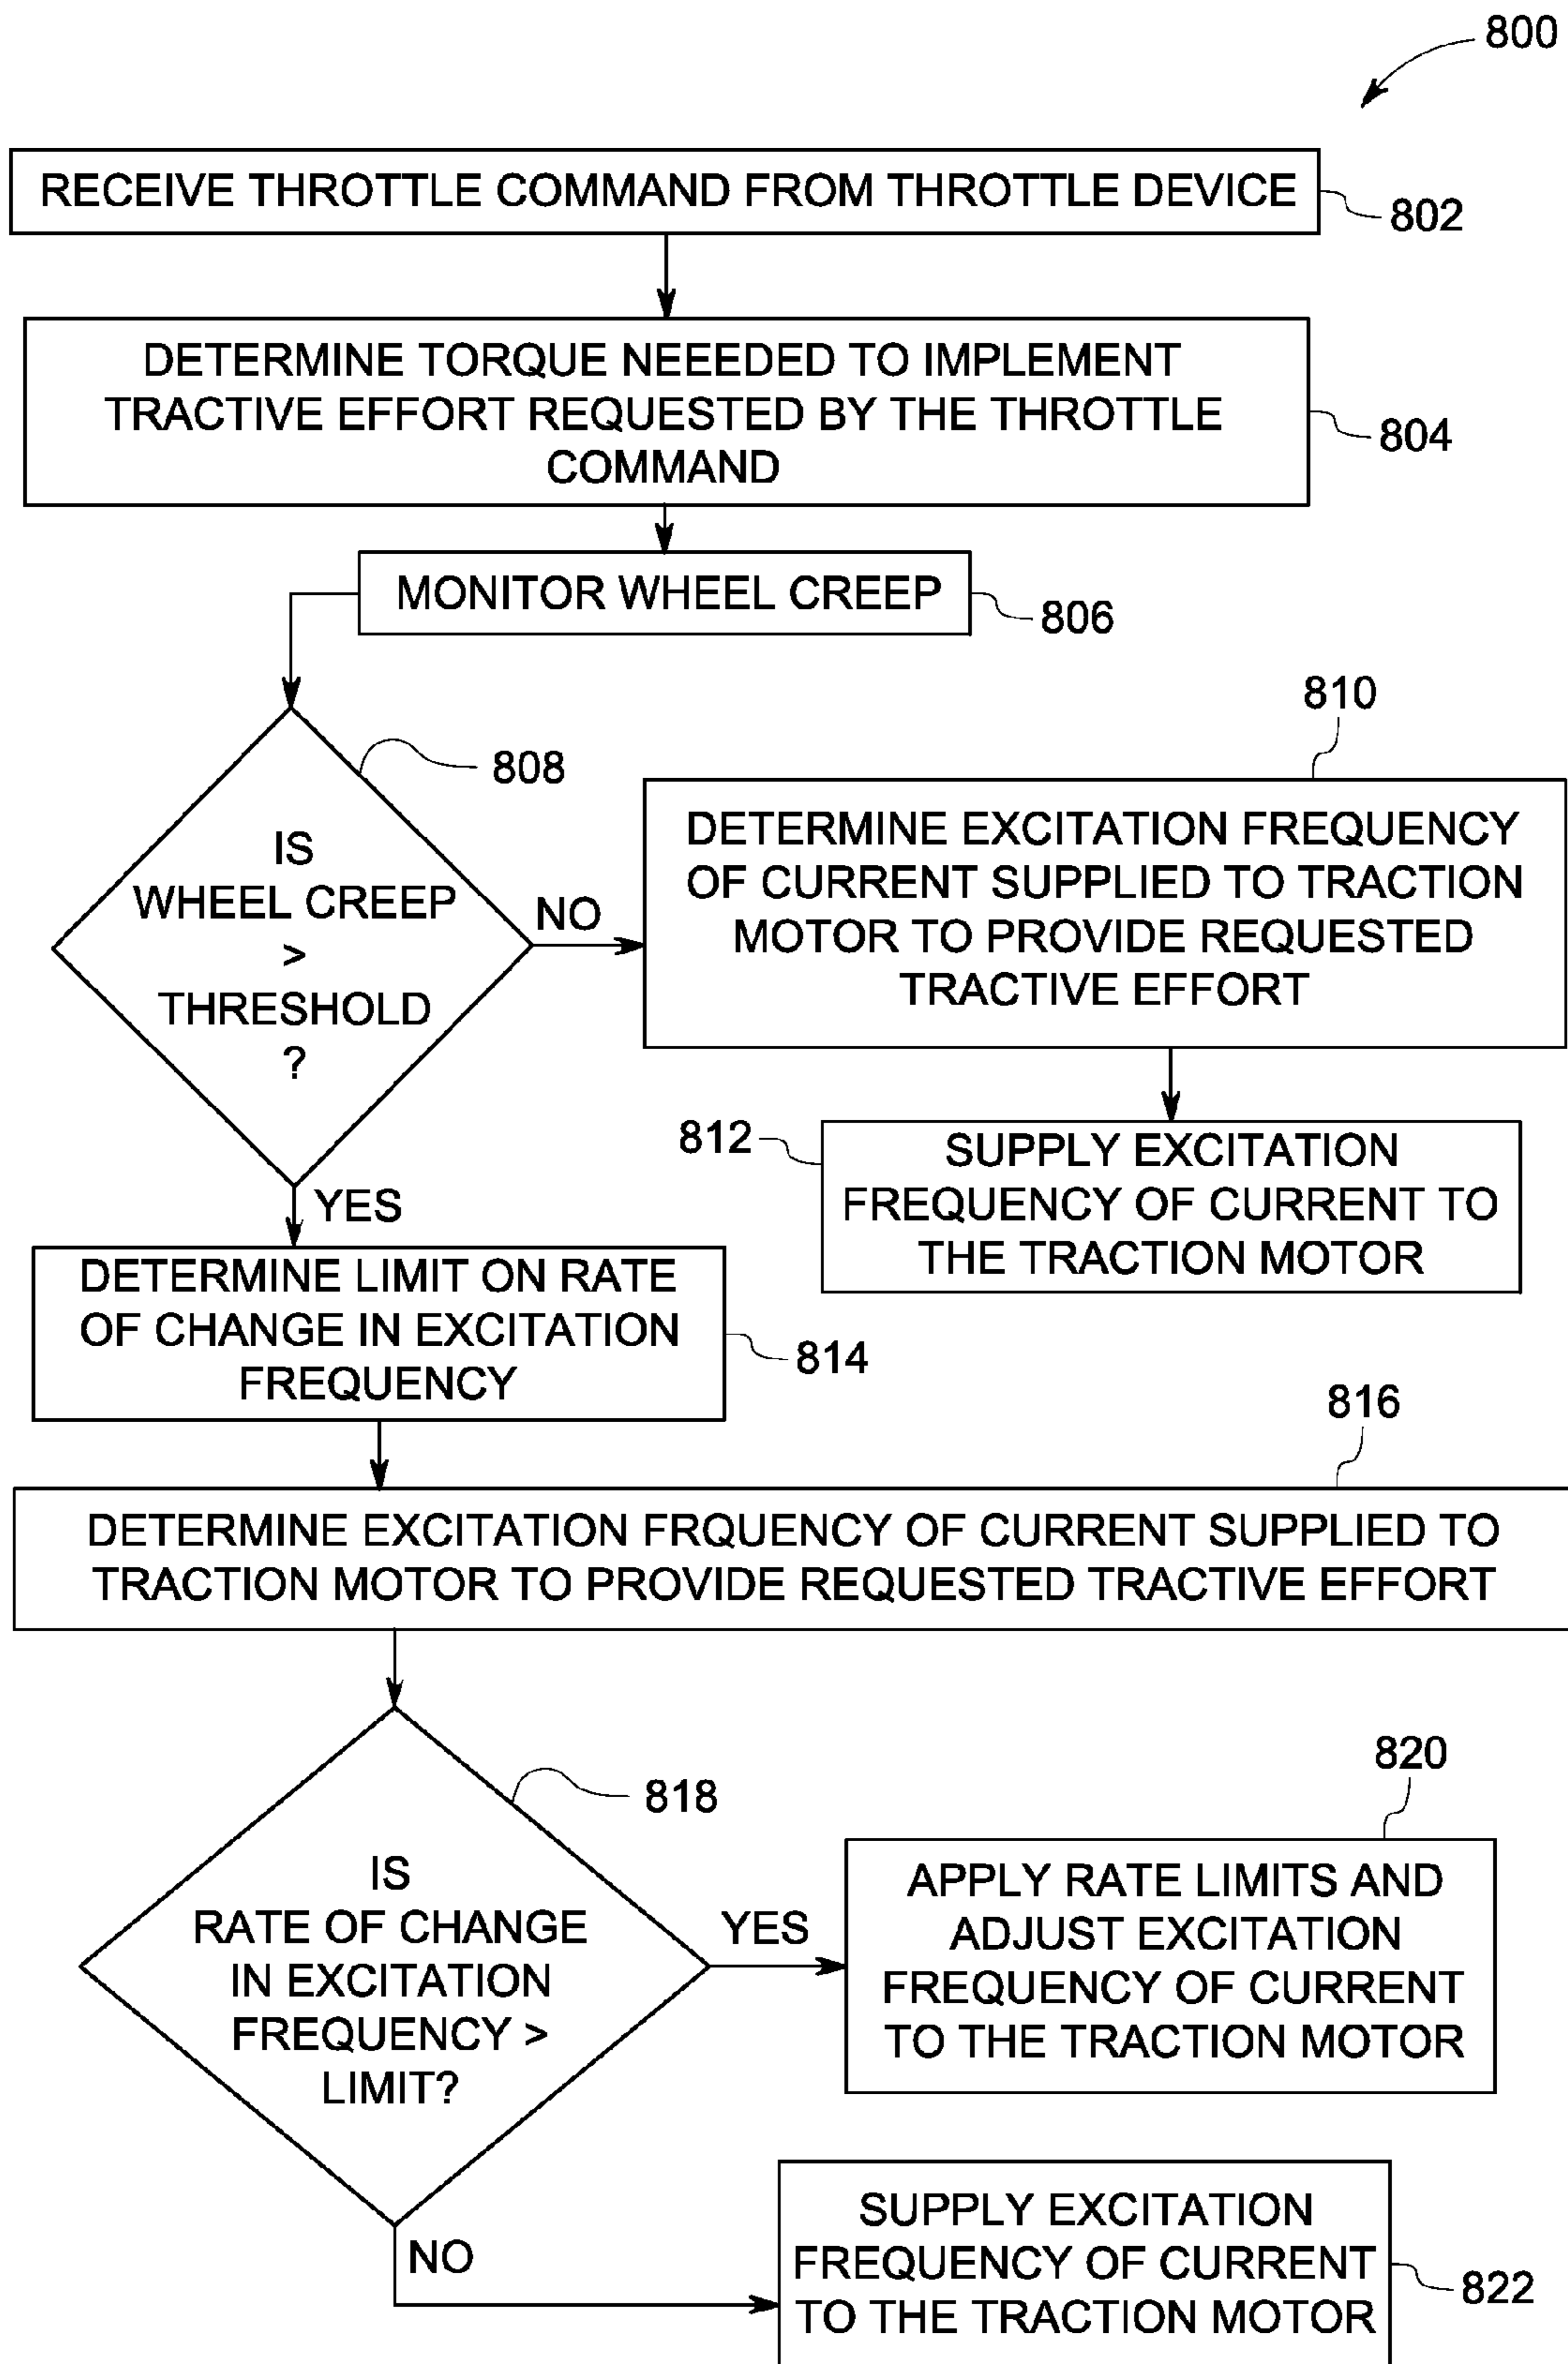 800
RECEIVE THROTTLE COMMAND FROM THROTTLE DEVICE
802
DETERMINE TORQUE NEEEDED TO IMPLEMENT
TRACTIVE EFFORT REQUESTED BY THE THROTTLE
COMMAND
804
MONITOR WHEEL CREEP
806
808
IS
WHEEL CREEP
>
THRESHOLD
?
NO
810
DETERMINE EXCITATION FREQUENCY
OF CURRENT SUPPLIED TO TRACTION
MOTOR TO PROVIDE REQUESTED
TRACTIVE EFFORT
812
SUPPLY EXCITATION
FREQUENCY OF CURRENT TO
THE TRACTION MOTOR
YES
DETERMINE LIMIT ON RATE
OF CHANGE IN EXCITATION
FREQUENCY
814
816
DETERMINE EXCITATION FRQUENCY OF CURRENT SUPPLIED TO
TRACTION MOTOR TO PROVIDE REQUESTED TRACTIVE EFFORT
818
IS
RATE OF CHANGE
IN EXCITATION
FREQUENCY >
LIMIT?
YES
820
APPLY RATE LIMITS AND
ADJUST EXCITATION
FREQUENCY OF CURRENT
TO THE TRACTION MOTOR
NO
SUPPLY EXCITATION
FREQUENCY OF CURRENT
TO THE TRACTION MOTOR
822